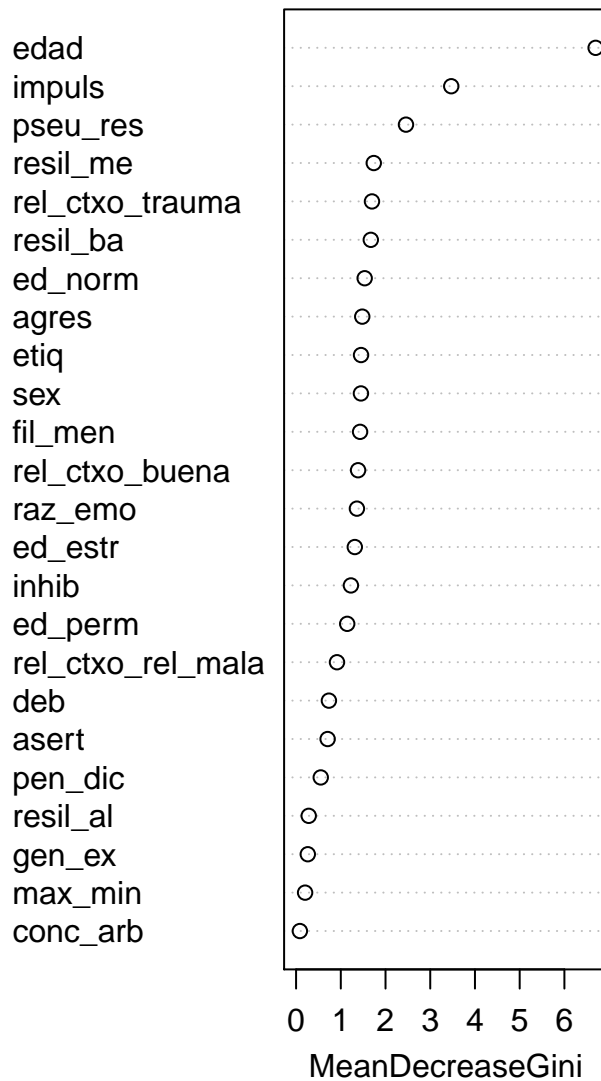 edad
impuls
pseu_res
resil_me
rel_ctxo_trauma
resil_ba
ed_norm
agres
etiq
sex
fil_men
rel_ctxo_buena
raz_emo
ed_estr
inhib
ed_perm
rel_ctxo_rel_mala
deb
asert
pen_dic
resil_al
gen_ex
max_min
conc_arb
0 1 2 3 4 5 6
MeanDecreaseGini